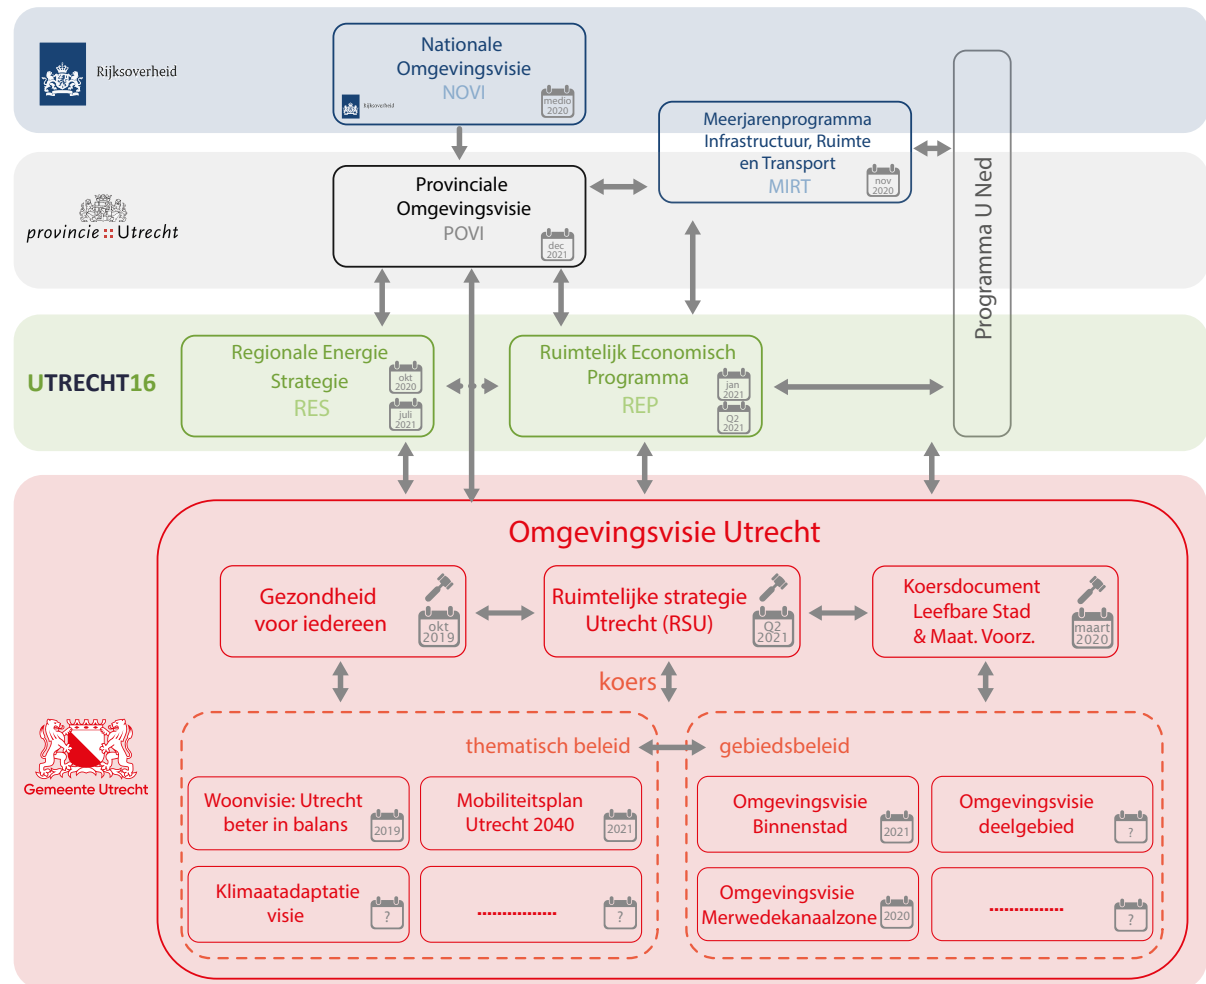 Rijksoverheid
Nationale
Omgevingsvisie
NOVI
Rijksoverheid
medio
2020
Meerjarenprogramma
Infrastructuur, Ruimte
en Transport
MIRT
nov
2020
Programma U Ned
provincie :: Utrecht
Provinciale
Omgevingsvisie
POVI
dec
2021
UTRECHT16
Regionale Energie
Strategie
RES
okt
2020
juli
2021
Ruimtelijk Economisch
Programma
REP
jan
2021
Q2
2021
Omgevingsvisie Utrecht
Gezondheid
voor iedereen
okt
2019
Ruimtelijke strategie
Utrecht (RSU)
Q2
2021
Koersdocument
Leefbare Stad
& Maat. Voorz.
maart
2020
koers
Gemeente Utrecht
thematisch beleid
gebiedsbeleid
Woonvisie: Utrecht
beter in balans
2019
Mobiliteitsplan
Utrecht 2040
2021
Omgevingsvisie
Binnenstad
2021
Omgevingsvisie
deelgebied
?
Klimaatadaptatie
visie
?
................
?
Omgevingsvisie
Merwedekanaalzone
2020
...............
?